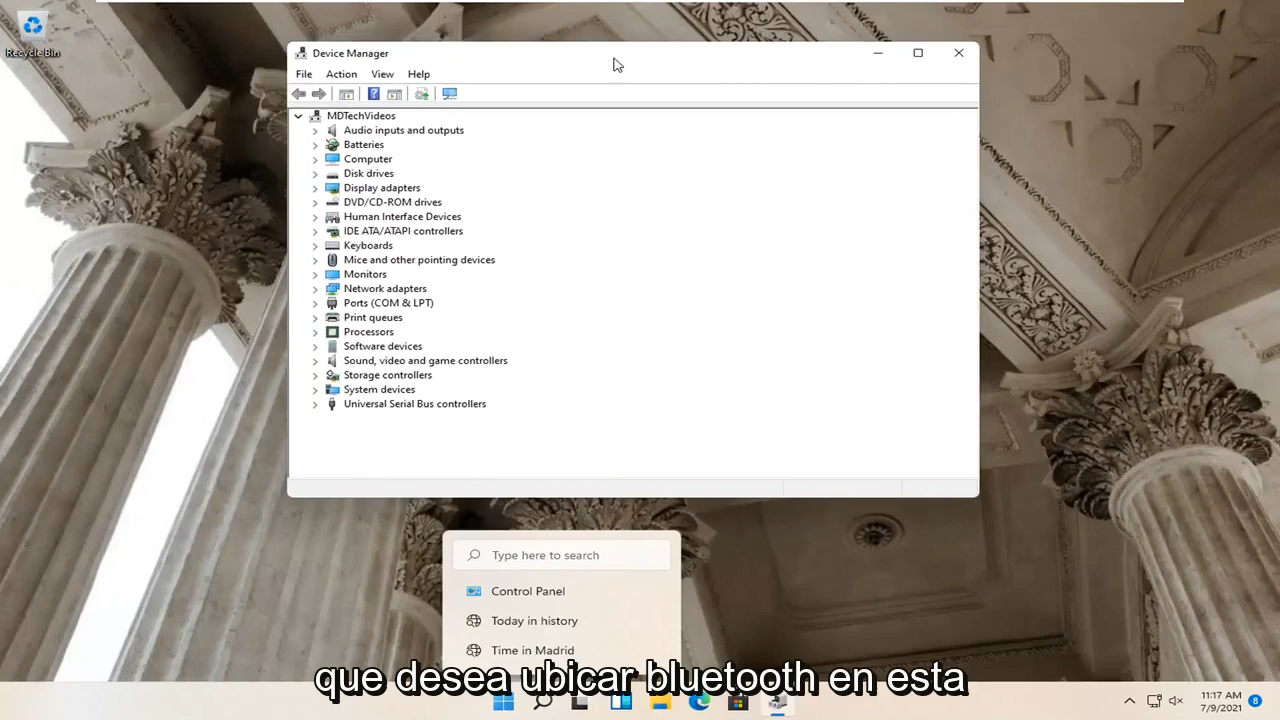 Recycle Bin
Device Manager
File Action View Help
MDTechVideos
Audio inputs and outputs
Batteries
Computer
Disk drives
Display adapters
DVD/CD-ROM drives
Human Interface Devices
IDE ATA/ATAPI controllers
Keyboards
Mice and other pointing devices
Monitors
Network adapters
Ports (COM & LPT)
Print queues
Processors
Software devices
Sound, video and game controllers
Storage controllers
System devices
Universal Serial Bus controllers
Type here to search
Control Panel
Today in history
Time in Madrid
que desea ubicar bluetooth en esta
11:17 AM
7/9/2021
8